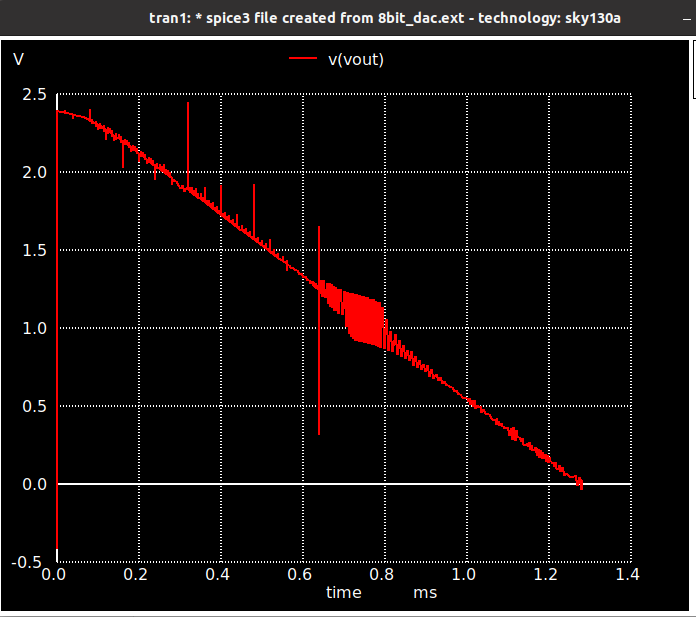 tran1: * spice3 file created from 8bit_dac.ext - technology: sky130a
V
v(vout)
2.5
2.0
1.5
1.0
0.5
0.0
-0.5
0.0 0.2 0.4 0.6 0.8 1.0 1.2 1.4
time ms